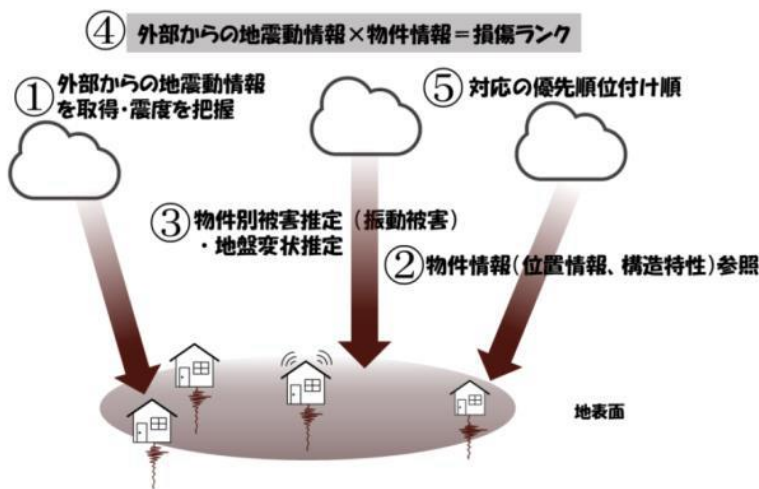 ④ 外部からの地震動情報×物件情報=損傷ランク
① 外部からの地震動情報
を取得・震度を把握
⑤ 対応の優先順位付け順
③ 物件別被害推定(振動被害)
・地盤変状推定
② 物件情報(位置情報、構造特性)参照
地表面